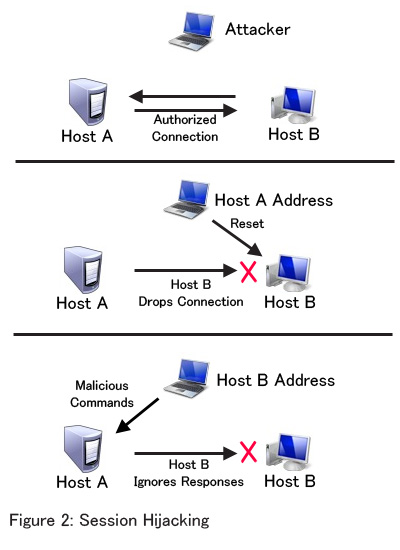 Attacker
Authorized
Connection
Host A
Host B
Host A Address
Reset
Host B
Drops Connection
Host A
Host B
Host B Address
Malicious
Commands
Host B
Ignores Responses
Host A
Host B
Figure 2: Session Hijacking